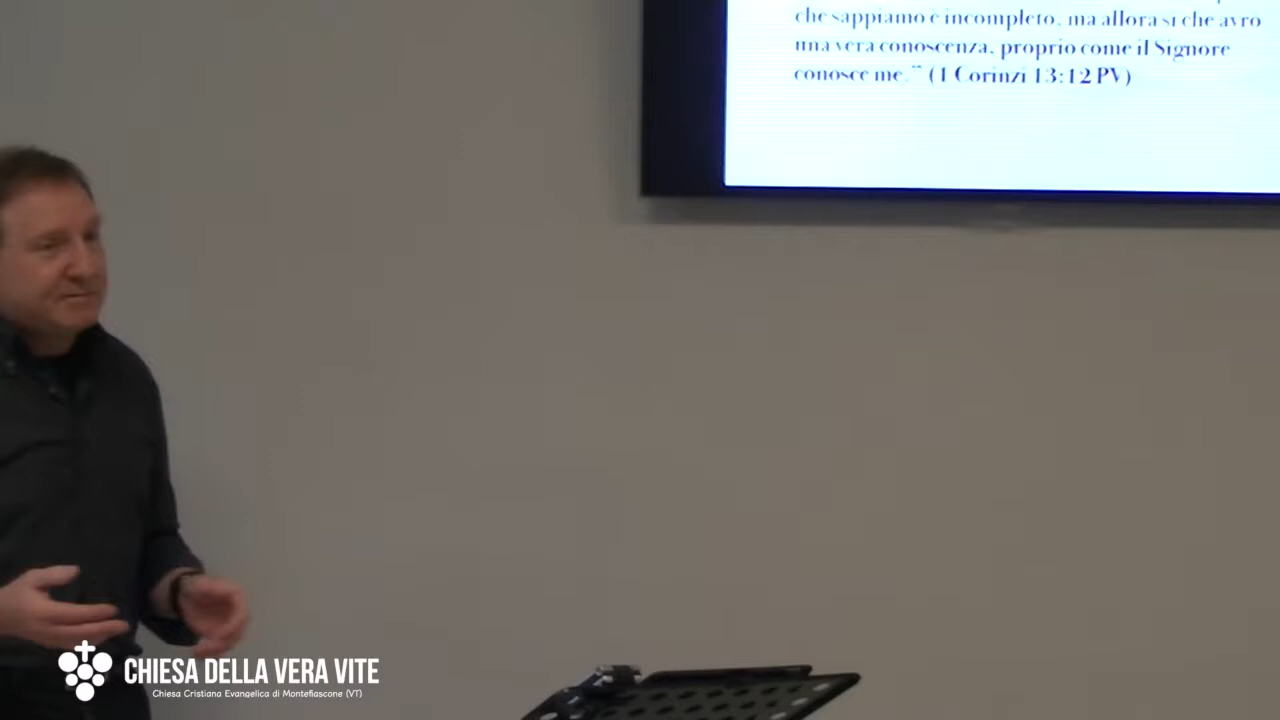 che sappiamo è incompleto, ma allora sì che avrò
una vera conoscenza, proprio come il Signore
conosce me." (1 Corinzi 13:12 PV)
CHIESA DELLA VERA VITE
Chiesa Cristiana Evangelica di Montefiascone (VT)